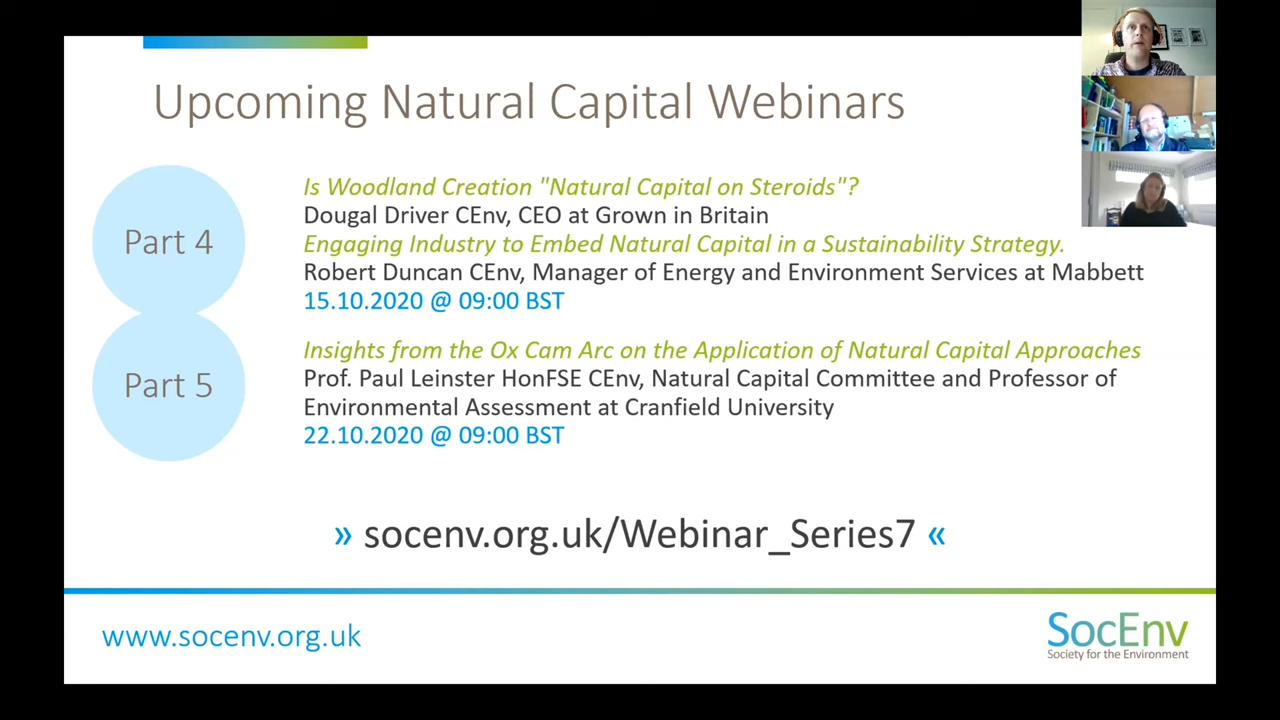 Upcoming Natural Capital Webinars
Part 4
Is Woodland Creation "Natural Capital on Steroids"?
Dougal Driver CEnv, CEO at Grown in Britain
Engaging Industry to Embed Natural Capital in a Sustainability Strategy.
Robert Duncan CEnv, Manager of Energy and Environment Services at Mabbett
15.10.2020 @ 09:00 BST
Part 5
Insights from the Ox Cam Arc on the Application of Natural Capital Approaches
Prof. Paul Leinster HonFSE CEnv, Natural Capital Committee and Professor of
Environmental Assessment at Cranfield University
22.10.2020 @ 09:00 BST
» socenv.org.uk/Webinar_Series7 «
www.socenv.org.uk
SocEnv
Society for the Environment